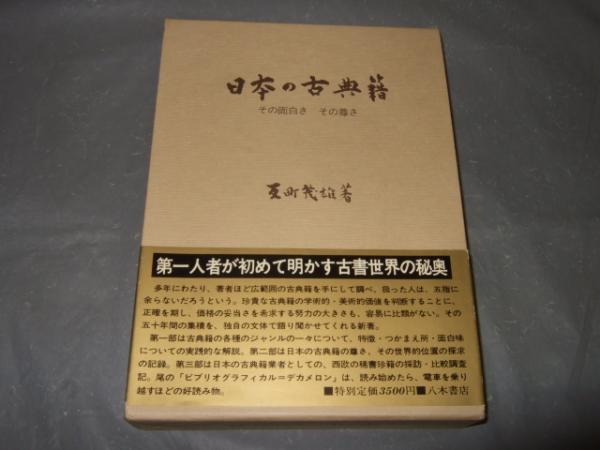 日本の古典籍
その面白さ その尊さ
反町茂雄著
第一人者が初めて明かす古書世界の秘奥
多年にわたり、著者ほど広範囲の古典籍を手にして調べ、扱った人は、五指に
余らないだろうという。珍貴な古典籍の学術的・美術的価値を判断することに、
正確を期し、価格の妥当さを希求する努力の大きさも、容易に比類がない。その
五十年間の集積を、独自の文体で語り聞かせてくれる新著。
第一部は古典籍の各種のジャンルの一々について、特徴・つかまえ所・面白味
についての実践的な解説。第二部は日本の古典籍の尊さ、その世界的位置の探求
の記録。第三部は日本の古典籍業者としての、西欧の稀書珍籍の採訪・比較調査
記。尾の「ビブリオグラフィカル=デカメロン」は、読み始めたら、電車を乗り
越すほどの好読み物。
■特別定価3500円■八木書店